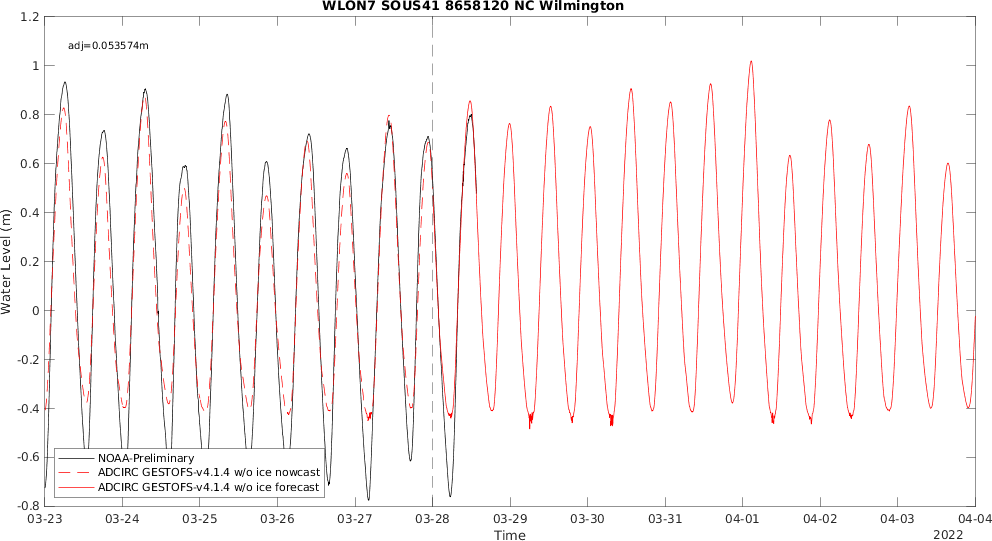 WLON7 SOUS41 8658120 NC Wilmington
adj=0.053574m
1.2
1
0.8
0.6
0.4
0.2
0
-0.2
-0.4
-0.6
-0.8
Water Level (m)
NOAA-Preliminary
ADCIRC GESTOFS-v4.1.4 w/o ice nowcast
ADCIRC GESTOFS-v4.1.4 w/o ice forecast
03-23 03-24 03-25 03-26 03-27 03-28 03-29 03-30 03-31 04-01 04-02 04-03 04-04
Time
2022